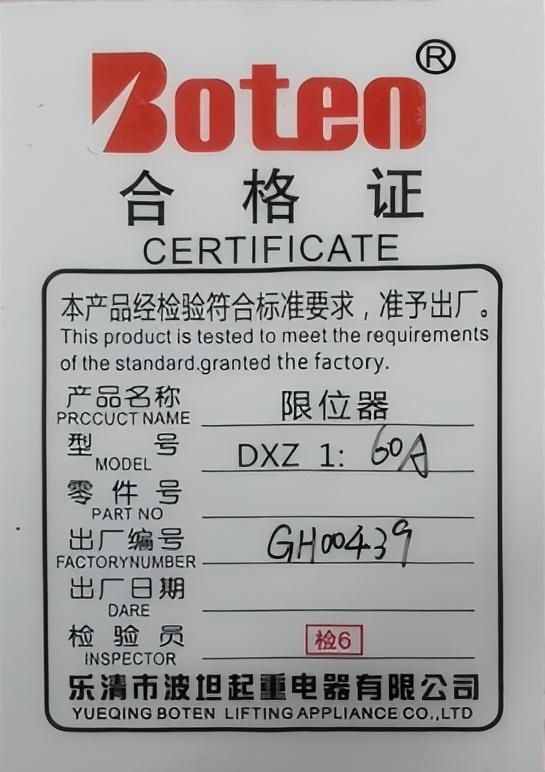 Boten®
合格证
CERTIFICATE
本产品经检验符合标准要求，准予出厂。
This product is tested to meet the requirements
of the standard.granted the factory.
产品名称 限位器
PRCCUCT NAME
型号 DXZ 1: 60A
MODEL
零件号
PART NO
出厂编号 GH00439
FACTORYNUMBER
出厂日期
DARE
检验员 检6
INSPECTOR
乐清市波坦起重电器有限公司
YUEQING BOTEN LIFTING APPLIANCE CO.,LTD